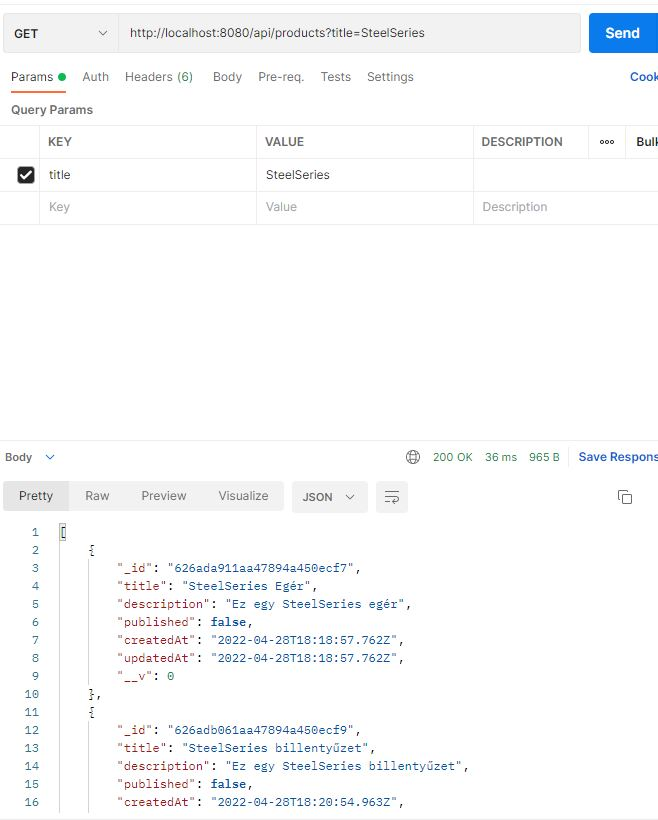 GET http://localhost:8080/api/products?title=SteelSeries Send
Params Auth Headers (6) Body Pre-req. Tests Settings Cook
Query Params
KEY VALUE DESCRIPTION ooo Bulk
title SteelSeries
Key Value Description
Body 200 OK 36 ms 965 B Save Respons
Pretty Raw Preview Visualize JSON
1 [
2 {
3 "_id": "626ada911aa47894a450ecf7",
4 "title": "SteelSeries Egér",
5 "description": "Ez egy SteelSeries egér",
6 "published": false,
7 "createdAt": "2022-04-28T18:18:57.762Z",
8 "updatedAt": "2022-04-28T18:18:57.762Z",
9 "__v": 0
10 },
11 {
12 "_id": "626adb061aa47894a450ecf9",
13 "title": "SteelSeries billentyűzet",
14 "description": "Ez egy SteelSeries billentyűzet",
15 "published": false,
16 "createdAt": "2022-04-28T18:20:54.963Z",